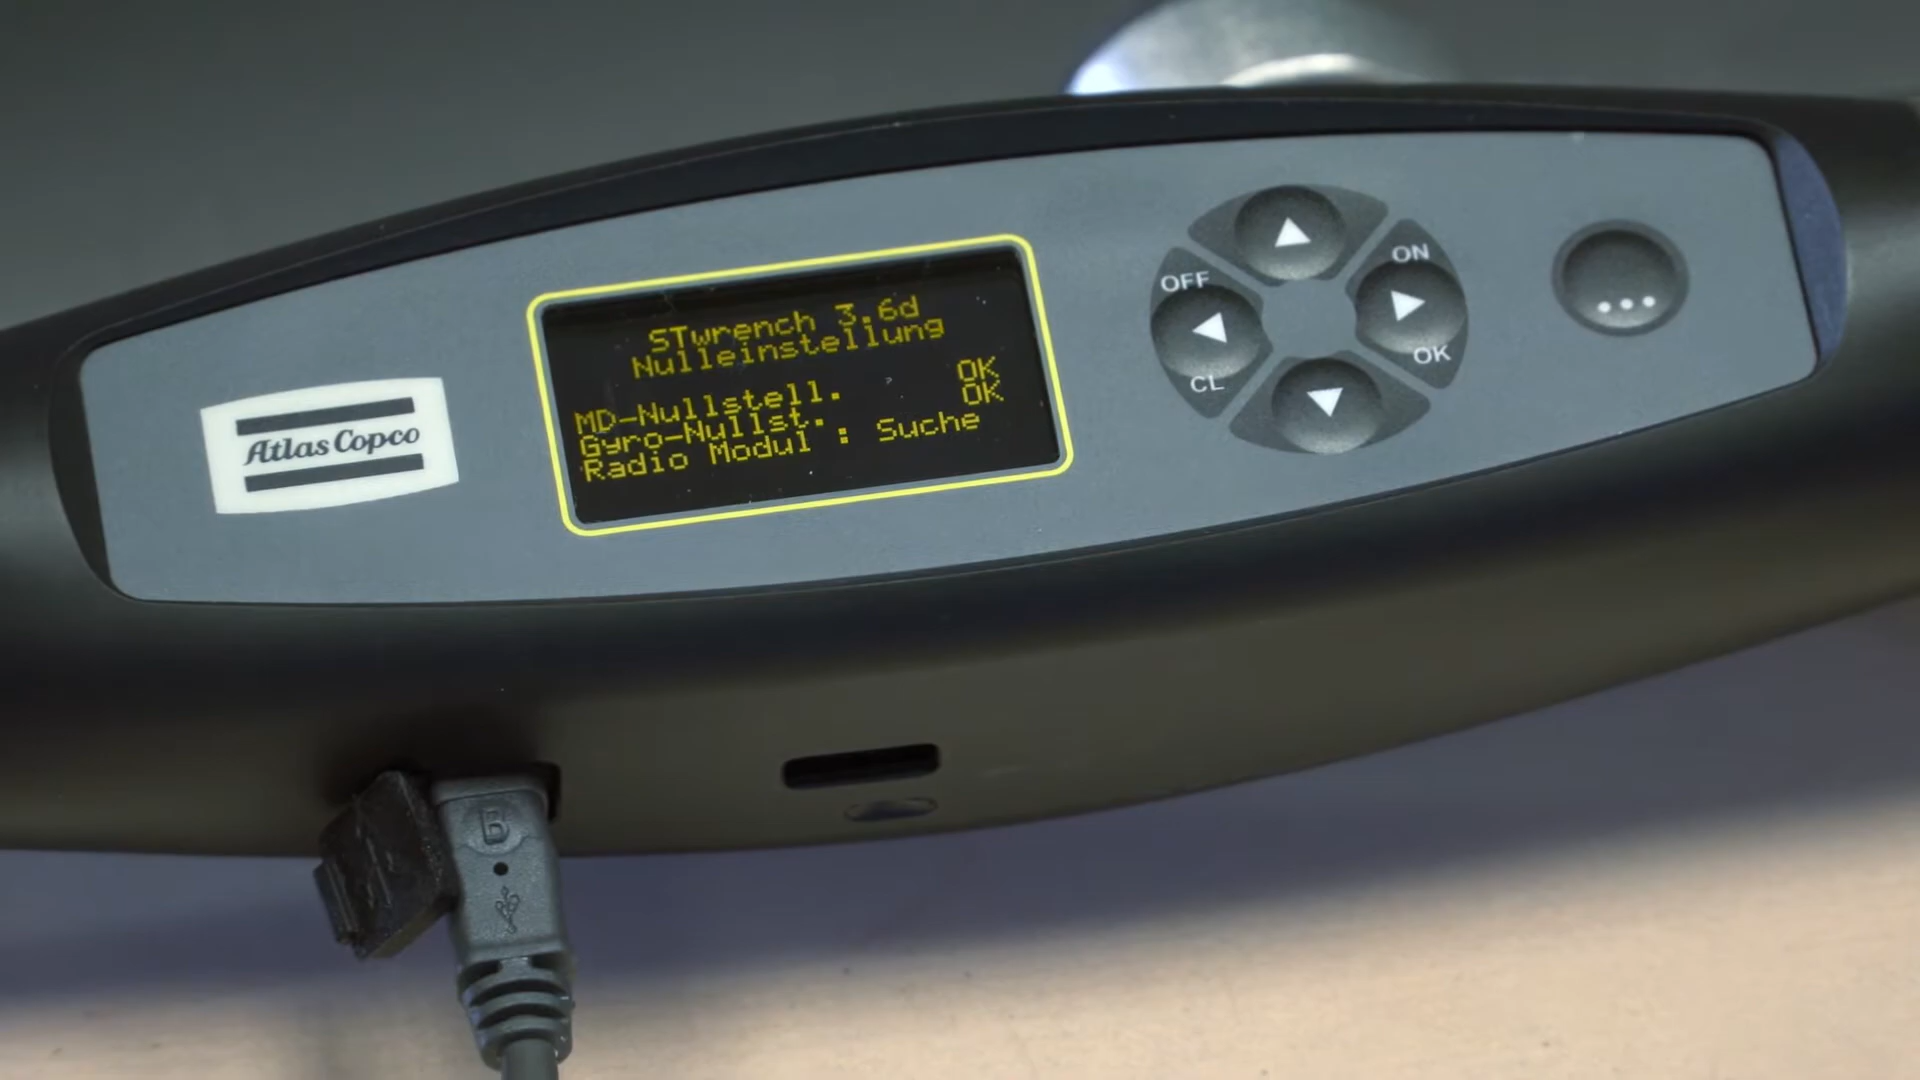 Atlas Copco
STwrench 3.6d
Nulleinstellung
MD-Nullstell. OK
Gyro-Nullst. OK
Radio Modul : Suche
OFF
CL
ON
OK
B